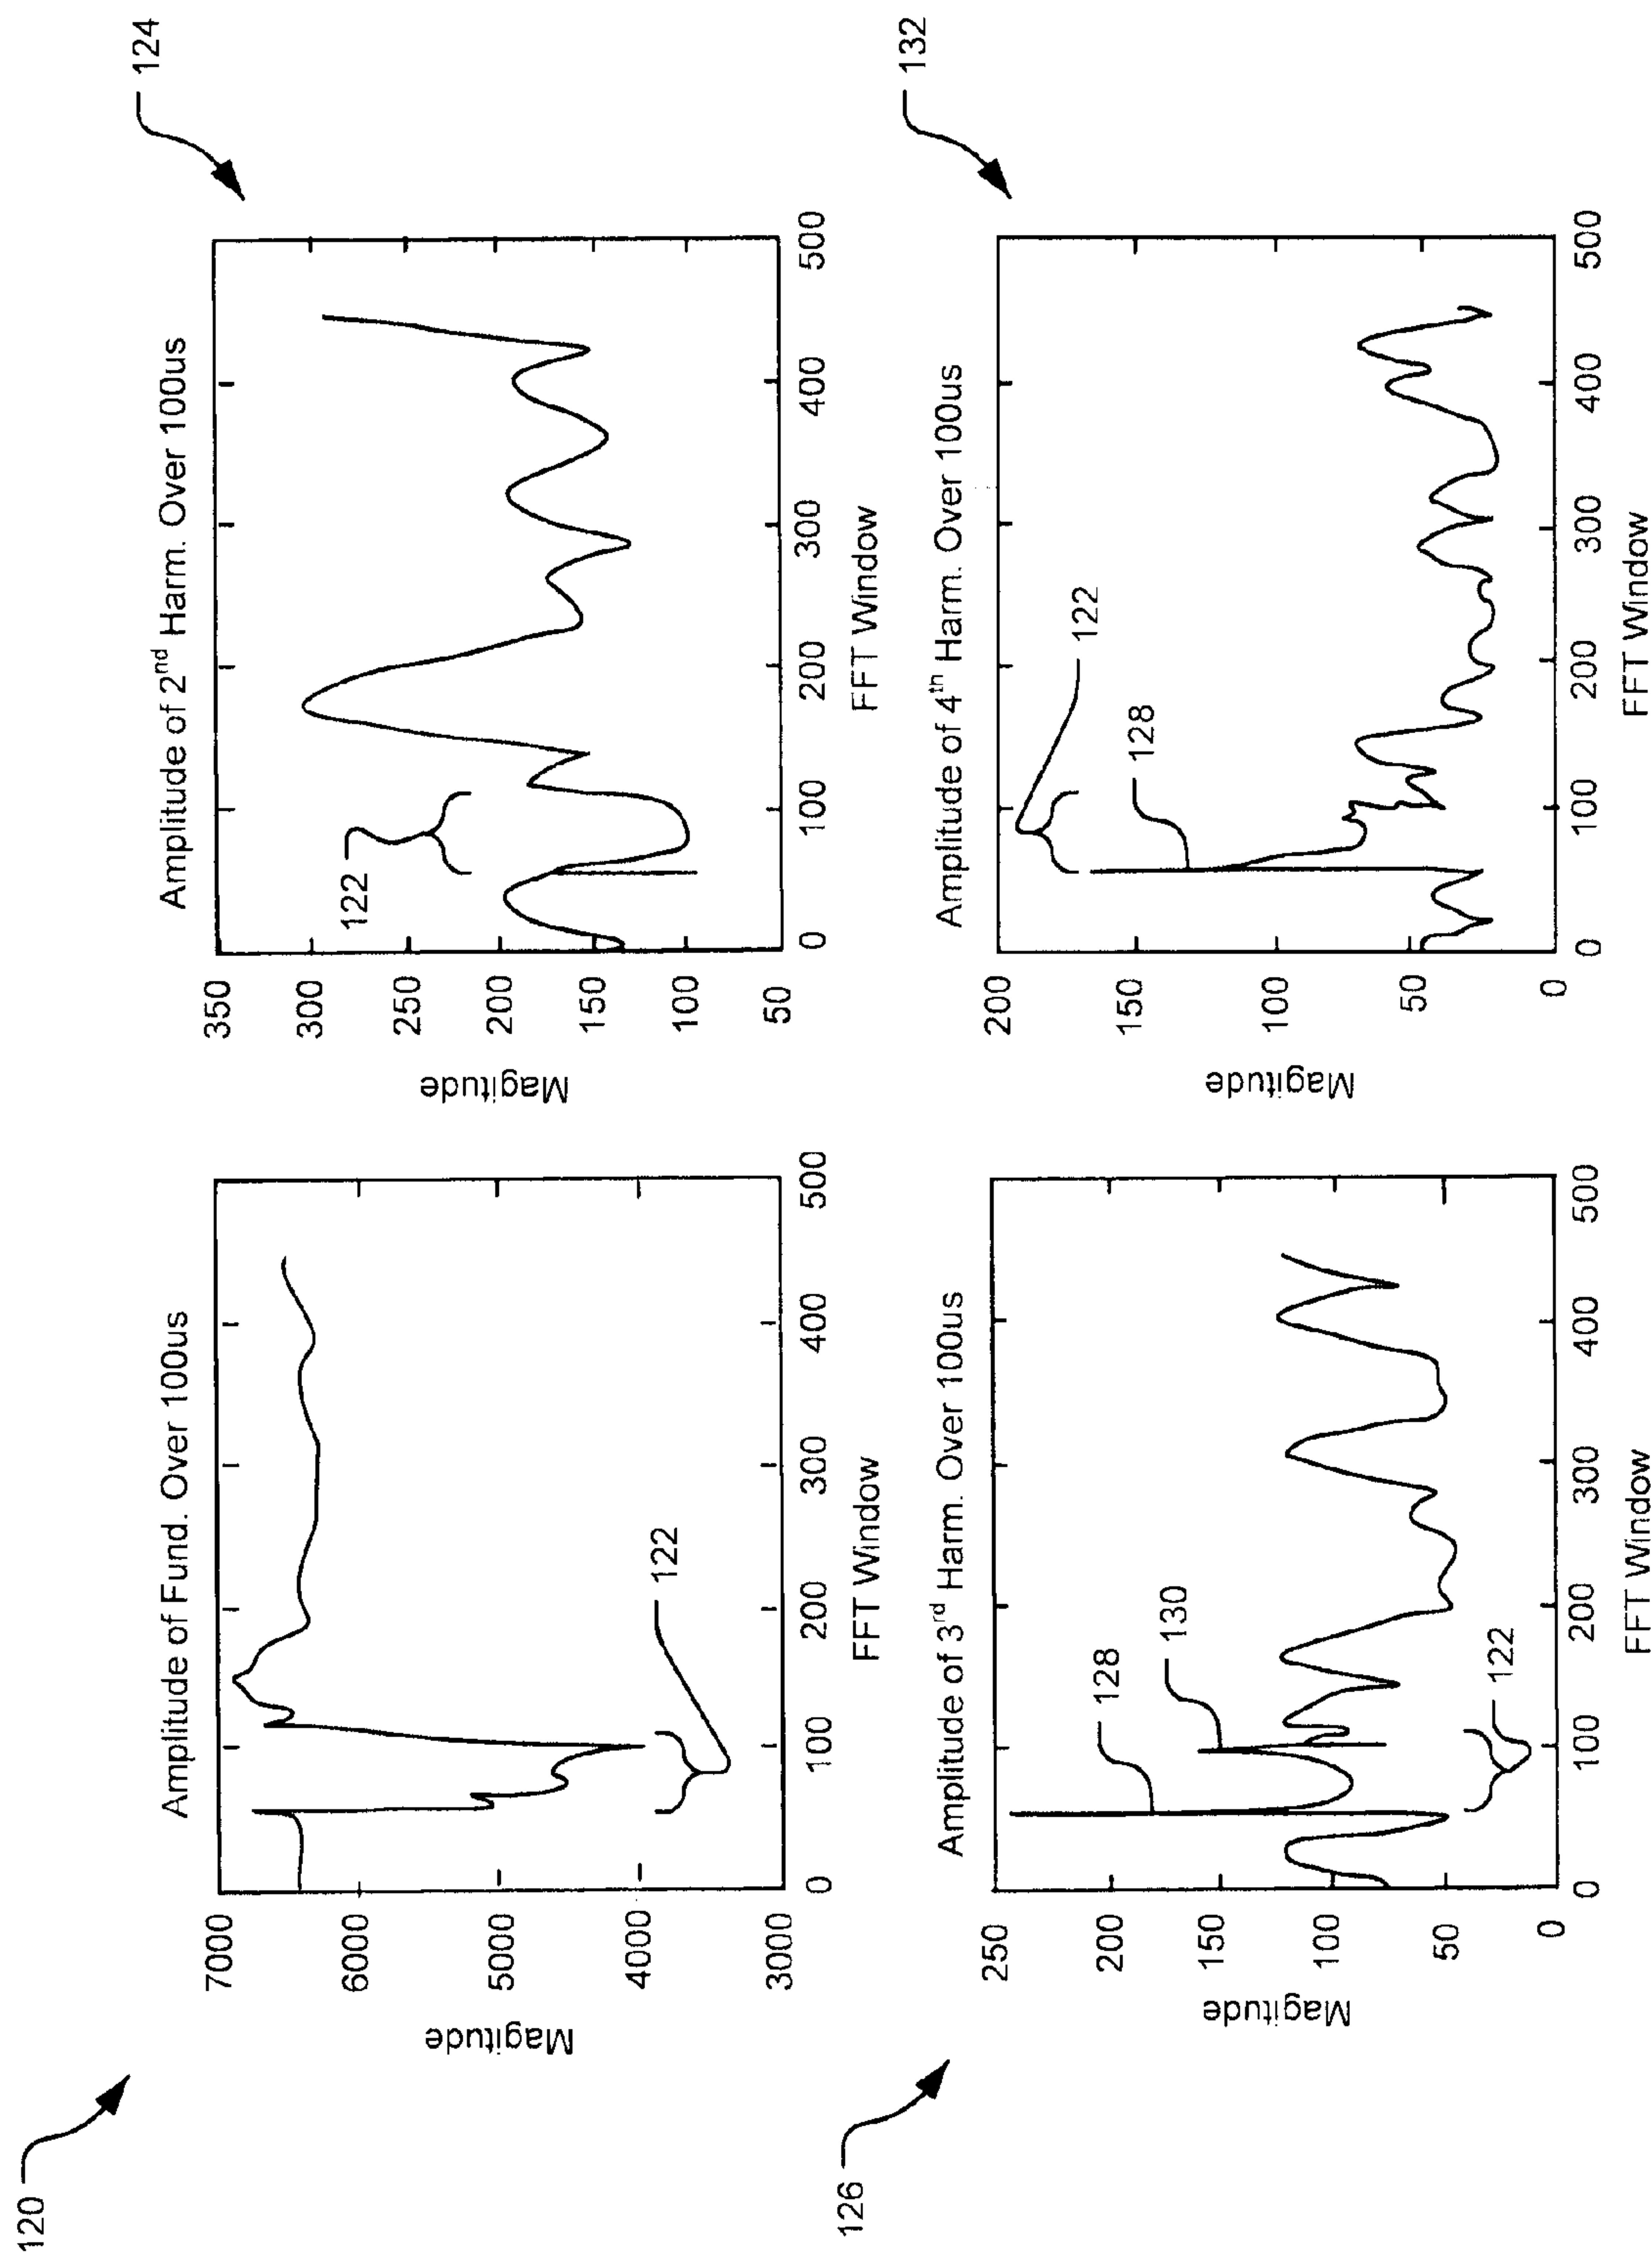 120
Amplitude of Fund. Over 100us
Magnitude
7000
6000
5000
4000
3000
0 100 200 300 400 500
FFT Window
122
124
Amplitude of 2nd Harm. Over 100us
Magnitude
350
300
250
200
150
100
50
0 100 200 300 400 500
FFT Window
122
126
Amplitude of 3rd Harm. Over 100us
Magnitude
250
200
150
100
50
0
0 100 200 300 400 500
FFT Window
128
130
122
132
Amplitude of 4th Harm. Over 100us
Magnitude
200
150
100
50
0
0 100 200 300 400 500
FFT Window
122
128